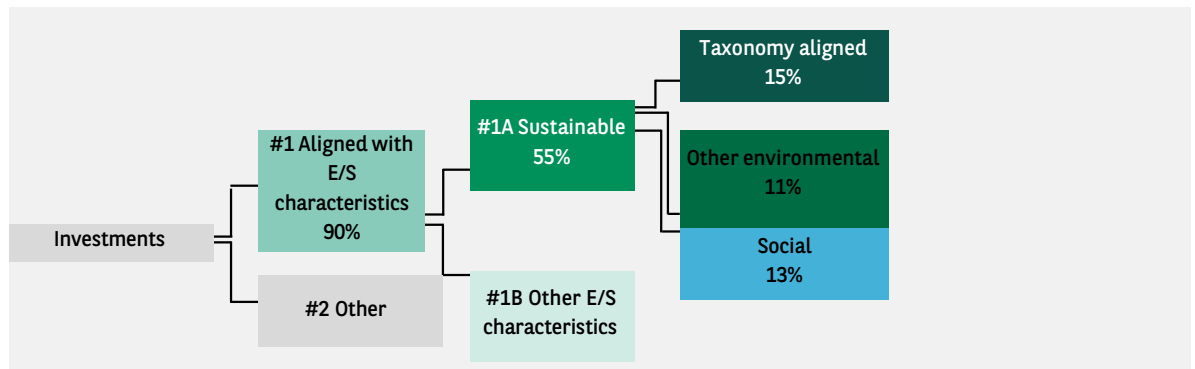 Taxonomy aligned
15%
#1A Sustainable
55%
#1 Aligned with
E/S
characteristics
90%
Other environmental
11%
Investments
Social
13%
#2 Other
#1B Other E/S
characteristics